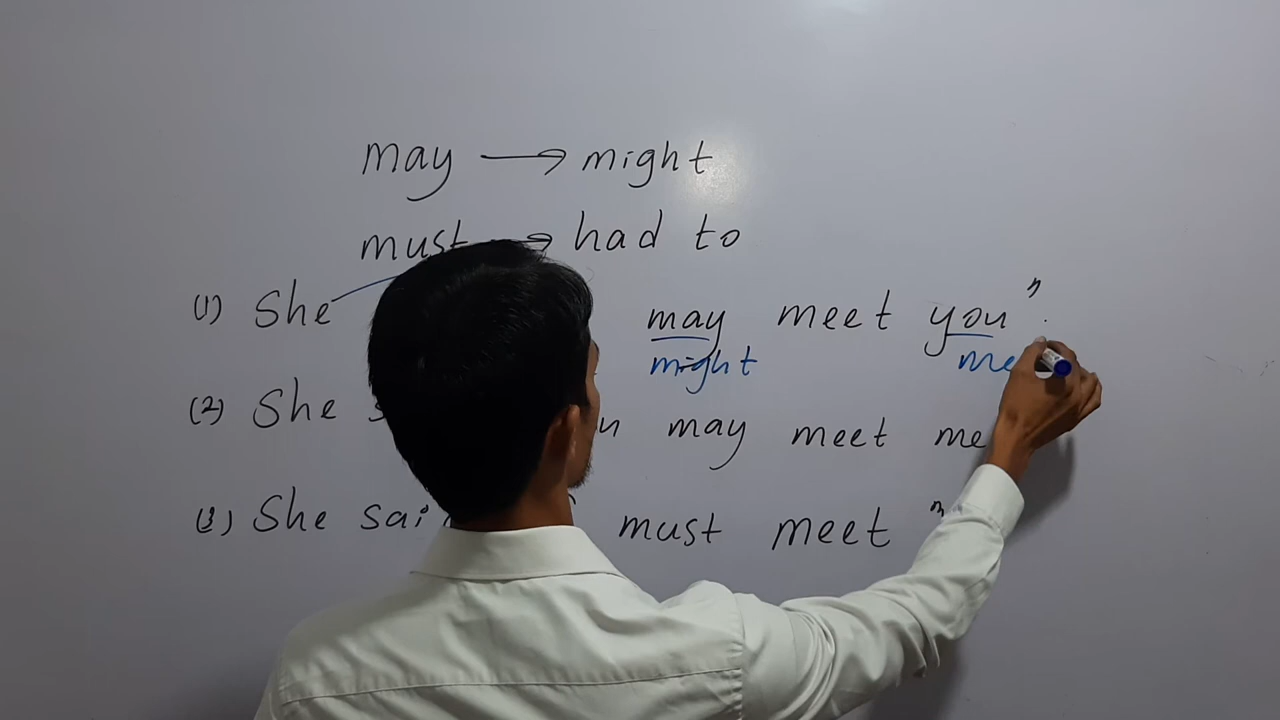 may → might
must → had to
(1) She may meet you".
might me
(2) She may meet me
(3) She said must meet "